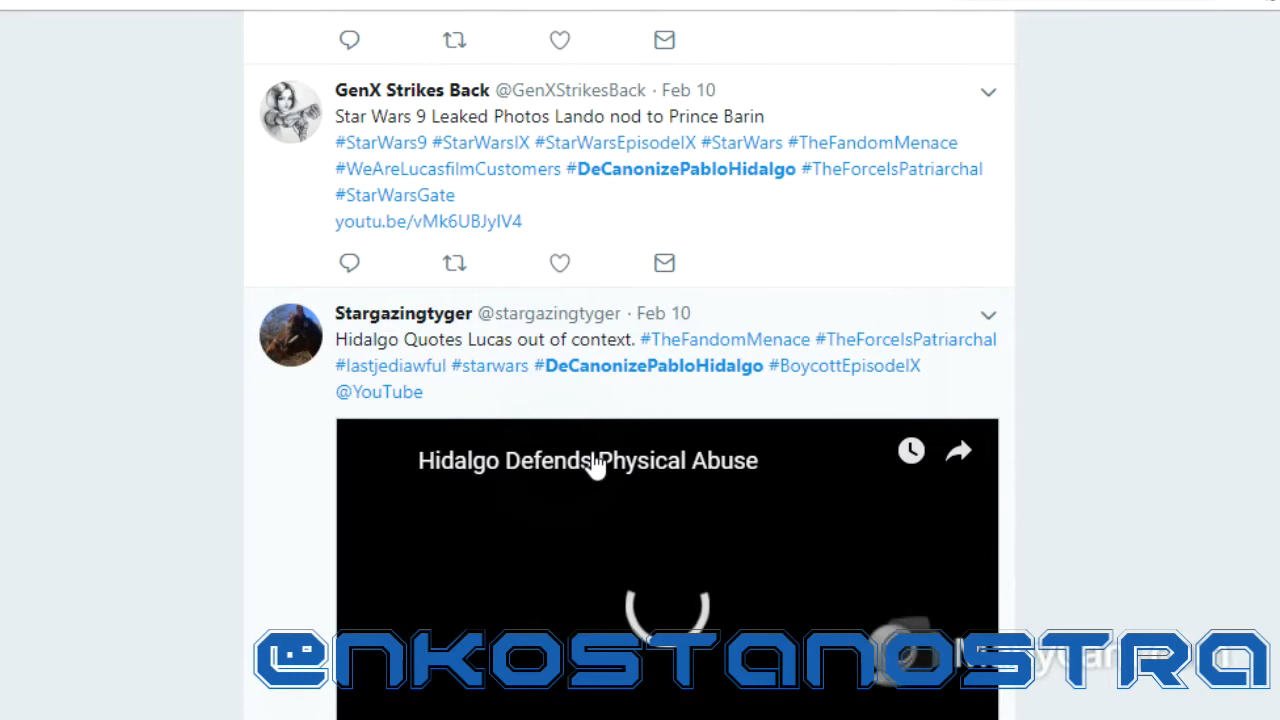 GenX Strikes Back @GenXStrikesBack · Feb 10
Star Wars 9 Leaked Photos Lando nod to Prince Barin
#StarWars9 #StarWarsIX #StarWarsEpisodeIX #StarWars #TheFandomMenace
#WeAreLucasfilmCustomers #DeCanonizePabloHidalgo #TheForceIsPatriarchal
#StarWarsGate
youtu.be/vMk6UBJyIV4
Stargazingtyger @stargazingtyger · Feb 10
Hidalgo Quotes Lucas out of context. #TheFandomMenace #TheForceIsPatriarchal
#lastjediawful #starwars #DeCanonizePabloHidalgo #BoycottEpisodeIX
@YouTube
Hidalgo Defends Physical Abuse
@NKOSTANOSTRA